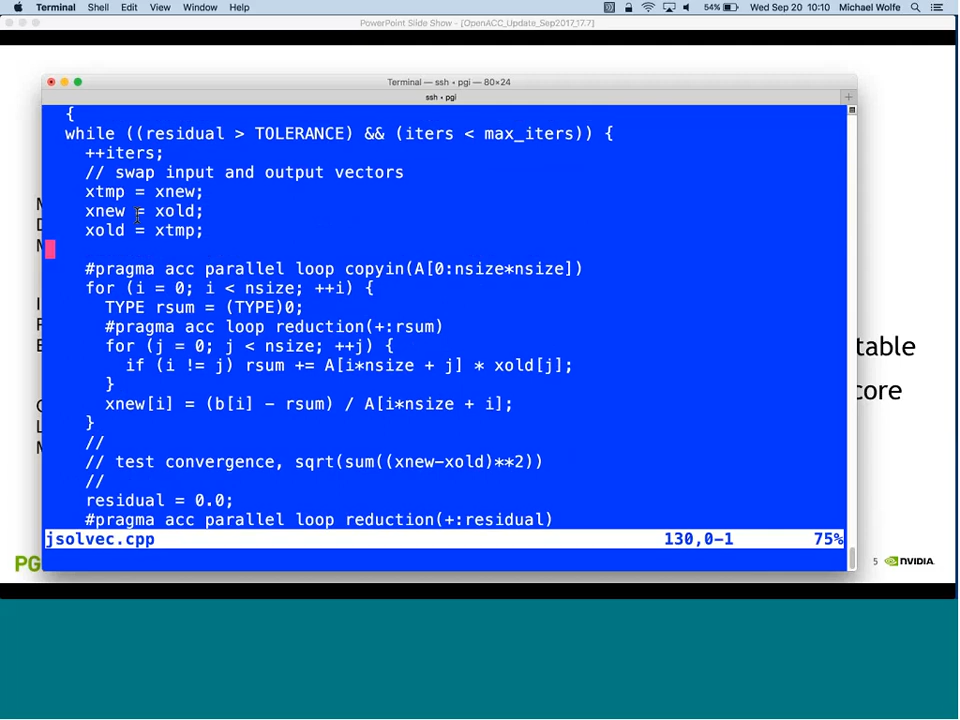 Terminal Shell Edit View Window Help 54% Wed Sep 20 10:10 Michael Wolfe
PowerPoint Slide Show - [OpenACC_Update_Sep2017_17.7]
Terminal — ssh ◂ pgi — 80×24
ssh ◂ pgi
{
while ((residual > TOLERANCE) && (iters < max_iters)) {
++iters;
// swap input and output vectors
xtmp = xnew;
xnew = xold;
xold = xtmp;
#pragma acc parallel loop copyin(A[0:nsize*nsize])
for (i = 0; i < nsize; ++i) {
TYPE rsum = (TYPE)0;
#pragma acc loop reduction(+:rsum)
for (j = 0; j < nsize; ++j) {
if (i != j) rsum += A[i*nsize + j] * xold[j];
}
xnew[i] = (b[i] - rsum) / A[i*nsize + i];
}
//
// test convergence, sqrt(sum((xnew-xold)**2))
//
residual = 0.0;
#pragma acc parallel loop reduction(+:residual)
jsolvec.cpp 130,0-1 75%
table
core
PG
5 NVIDIA